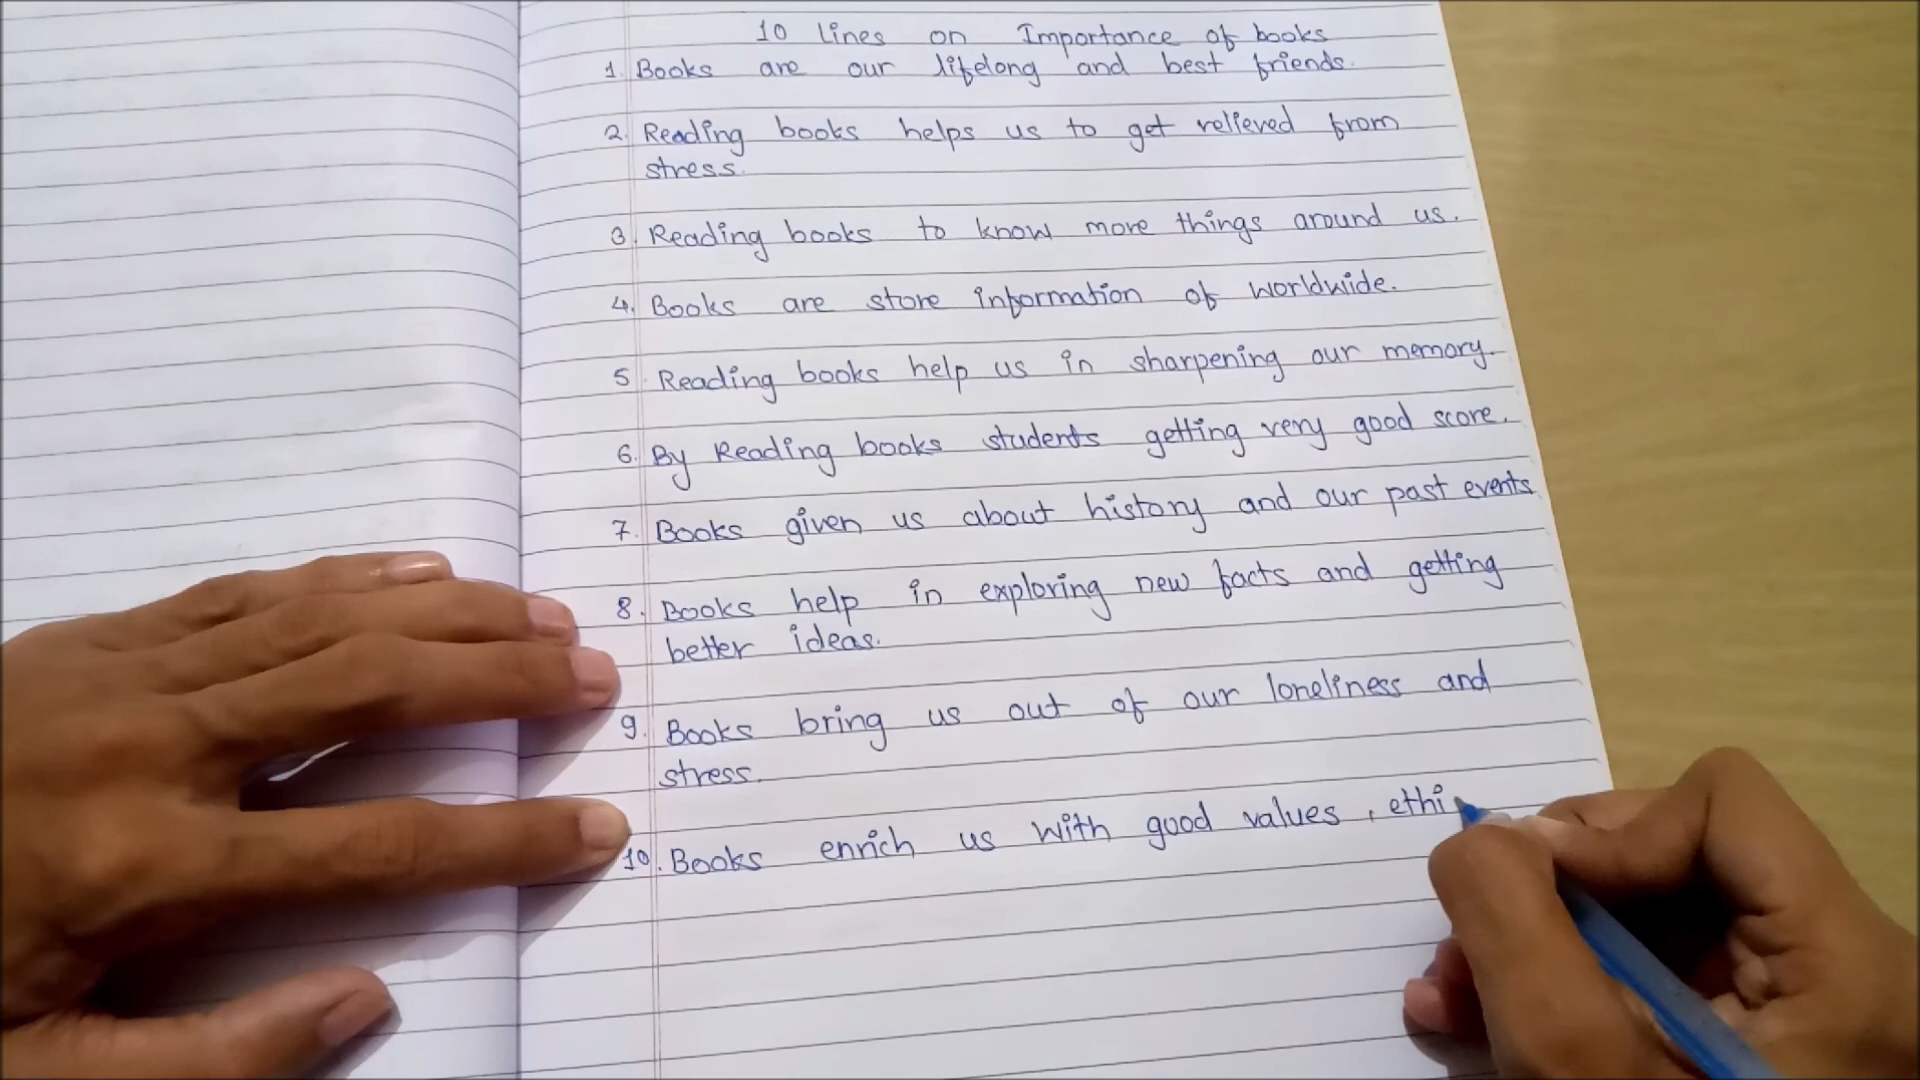 10 lines on Importance of books
1. Books are our lifelong and best friends.
2. Reading books helps us to get relieved from
stress.
3. Reading books to know more things around us.
4. Books are store information of worldwide.
5. Reading books help us in sharpening our memory.
6. By Reading books students getting very good score.
7. Books given us about history and our past events
8. Books help in exploring new facts and getting
better ideas.
9. Books bring us out of our loneliness and
stress.
10. Books enrich us with good values, ethi